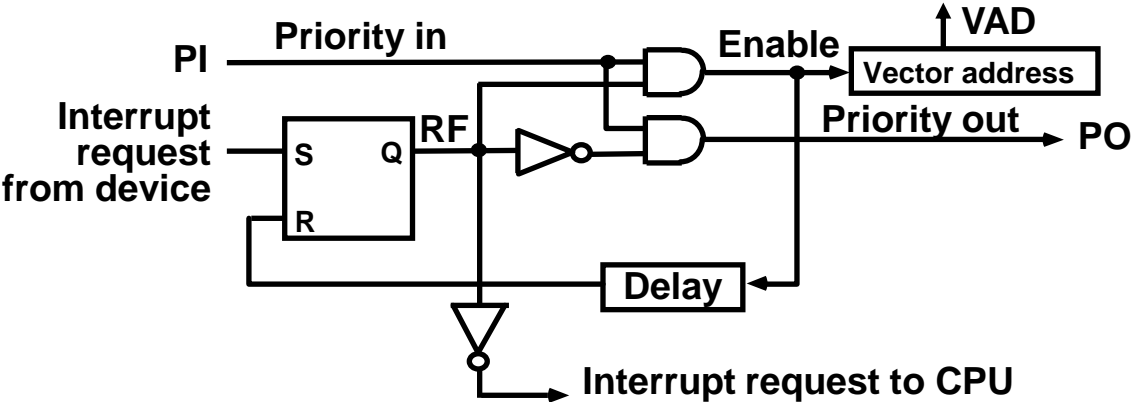 VAD
Priority in
Enable
PI
Vector address
Interrupt
request
from device
RF
S
Q
Priority out
PO
R
Delay
Interrupt request to CPU